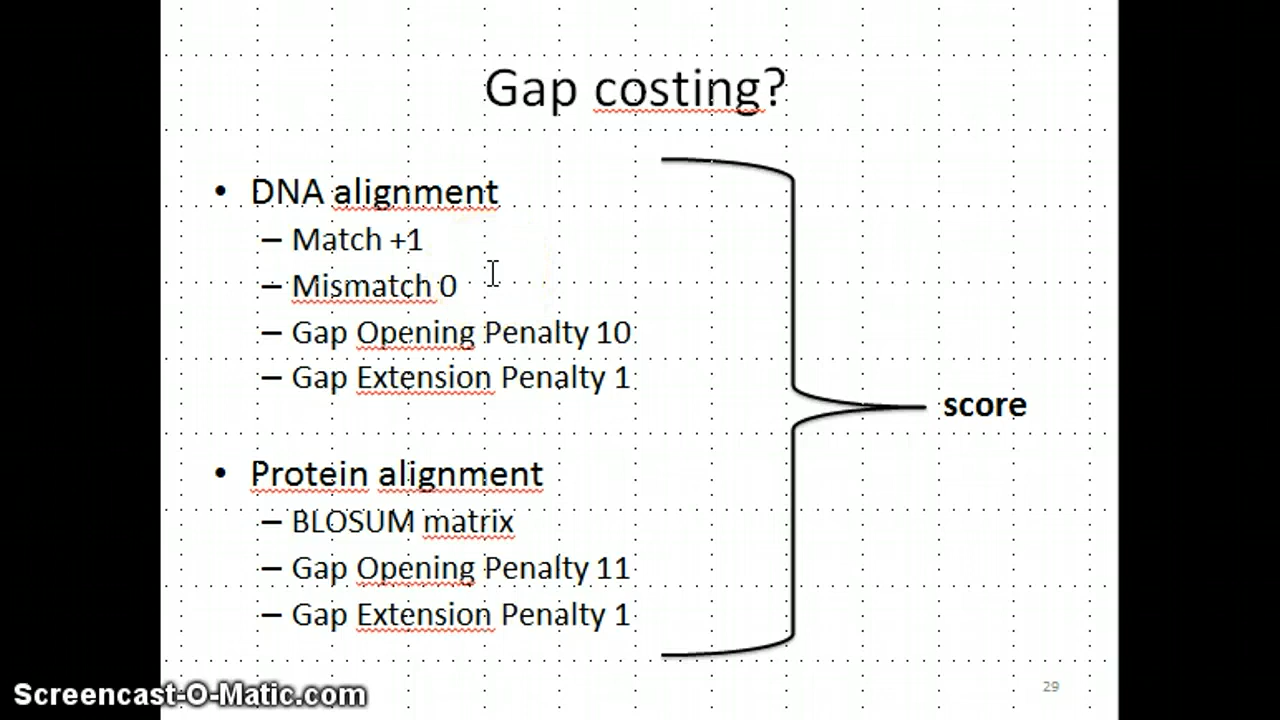 Gap costing?
• DNA alignment
– Match +1
– Mismatch 0
– Gap Opening Penalty 10
– Gap Extension Penalty 1
score
• Protein alignment
– BLOSUM matrix
– Gap Opening Penalty 11
– Gap Extension Penalty 1
29
Screencast-O-Matic.com